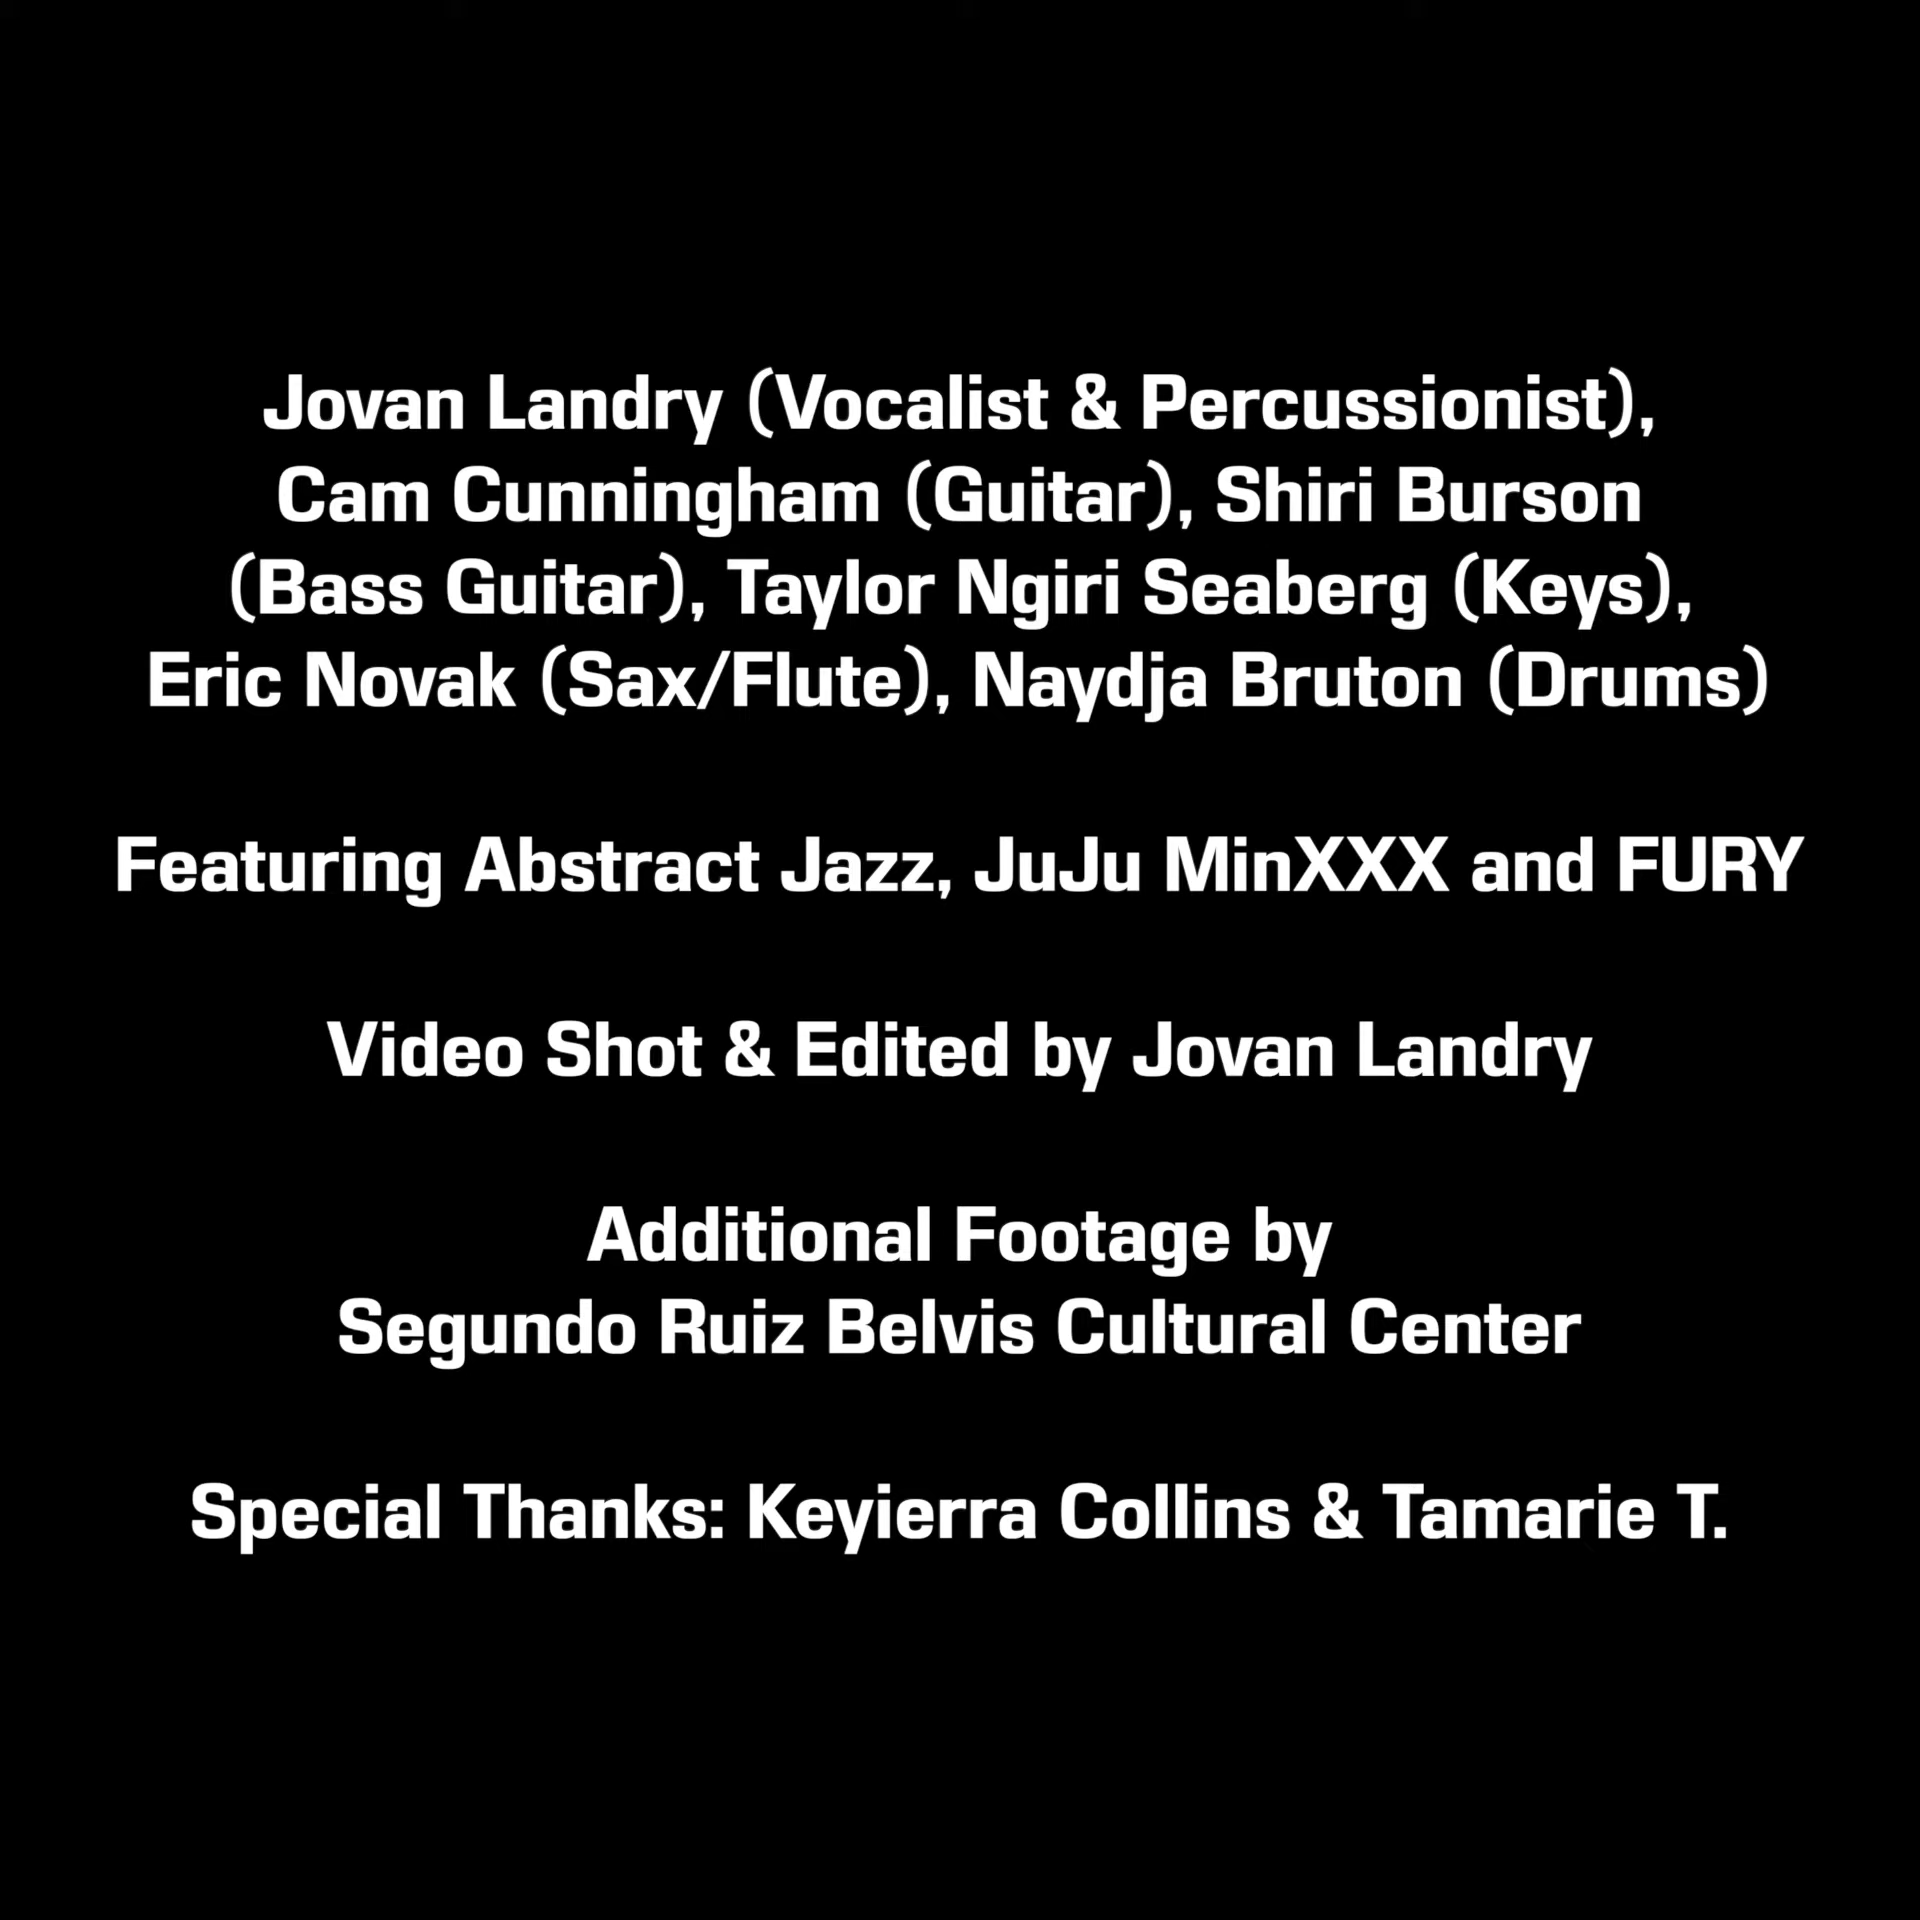 Jovan Landry (Vocalist & Percussionist),
Cam Cunningham (Guitar), Shiri Burson
(Bass Guitar), Taylor Ngiri Seaberg (Keys),
Eric Novak (Sax/Flute), Naydja Bruton (Drums)
Featuring Abstract Jazz, JuJu MinXXX and FURY
Video Shot & Edited by Jovan Landry
Additional Footage by
Segundo Ruiz Belvis Cultural Center
Special Thanks: Keyierra Collins & Tamarie T.